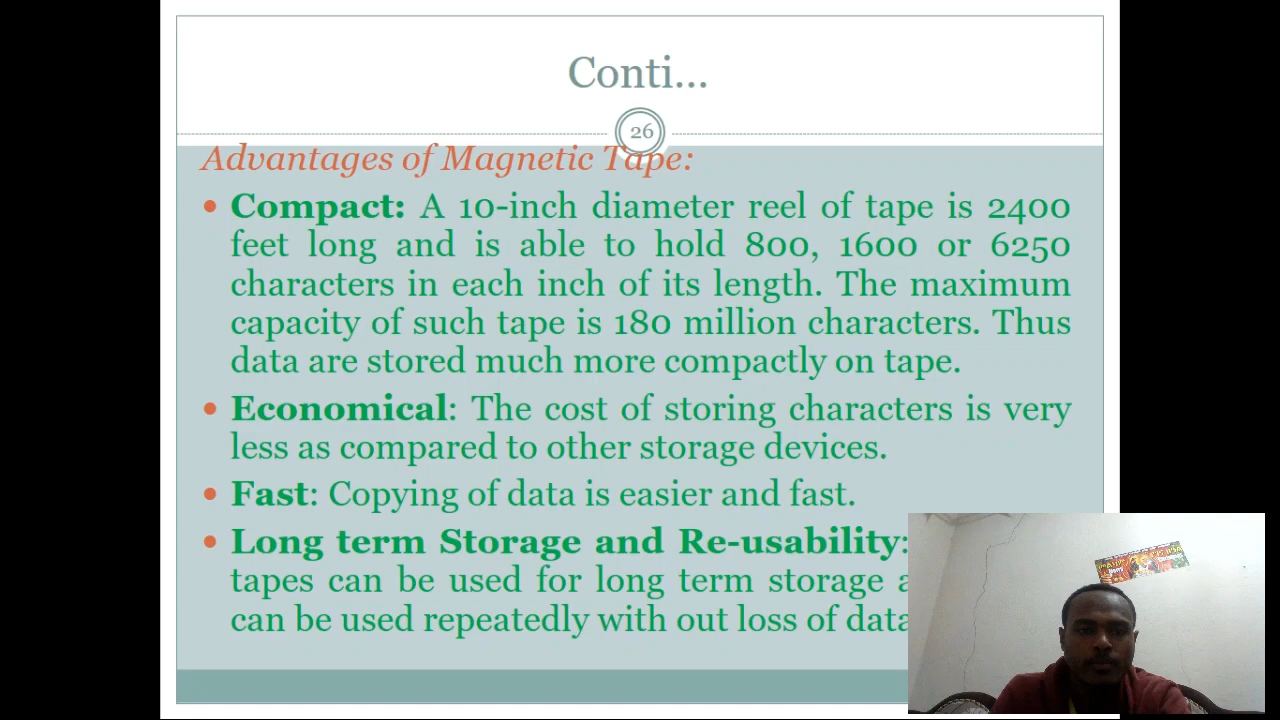 Conti...
26
Advantages of Magnetic Tape:
• Compact: A 10-inch diameter reel of tape is 2400
feet long and is able to hold 800, 1600 or 6250
characters in each inch of its length. The maximum
capacity of such tape is 180 million characters. Thus
data are stored much more compactly on tape.
• Economical: The cost of storing characters is very
less as compared to other storage devices.
• Fast: Copying of data is easier and fast.
• Long term Storage and Re-usability:
tapes can be used for long term storage
can be used repeatedly with out loss of data